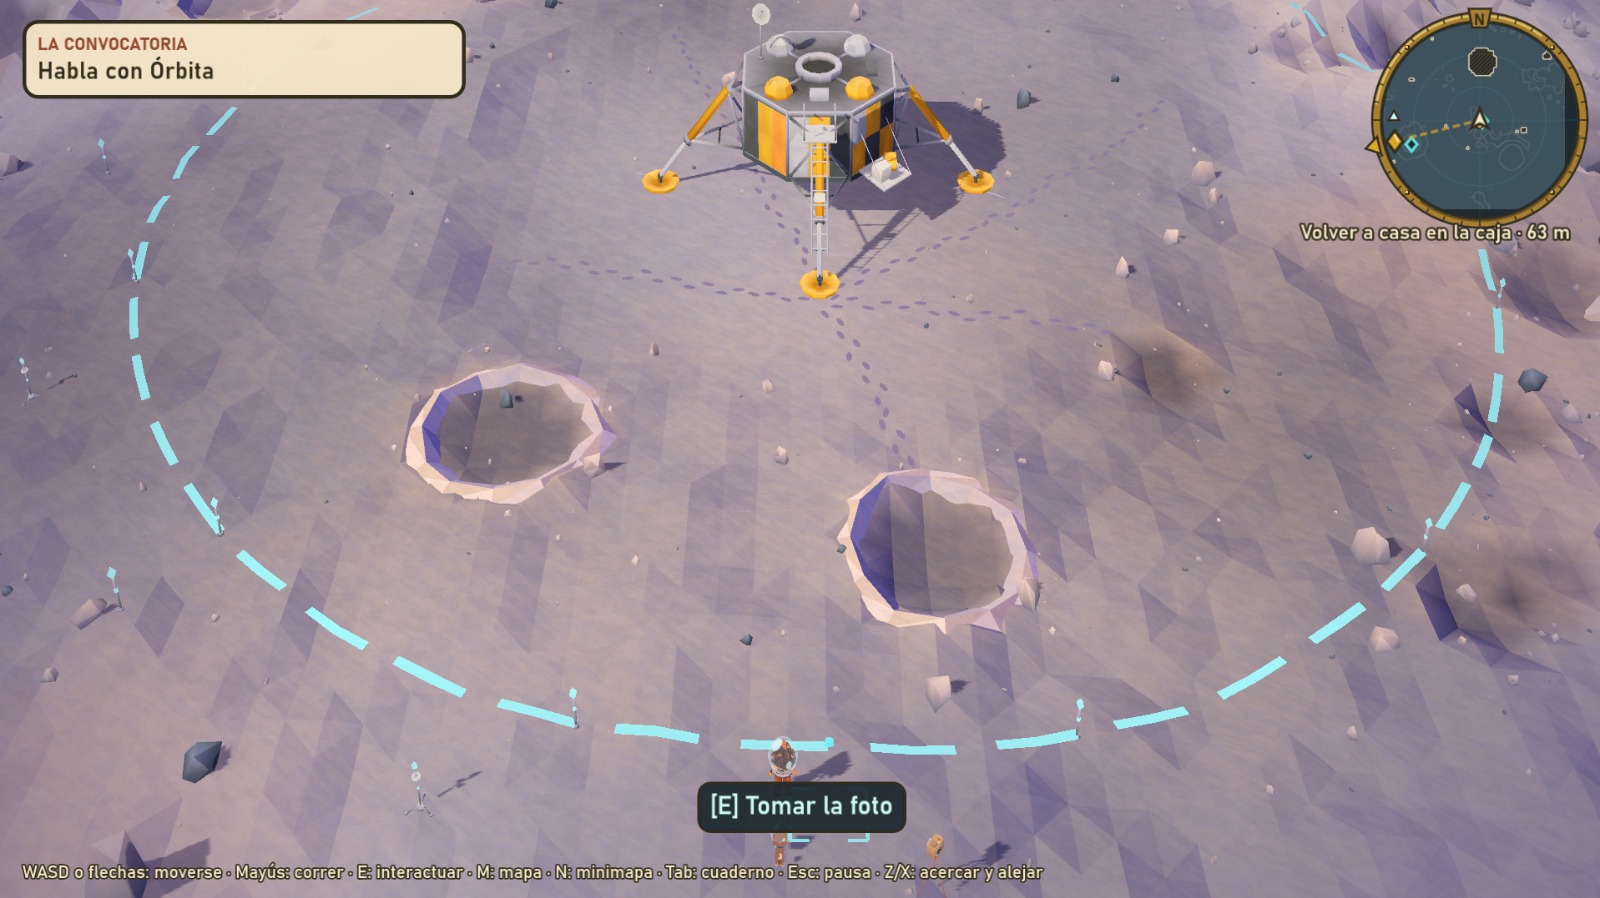 LA CONVOCATORIA
Habla con Órbita
N
Volver a casa en la caja · 63 m
[E] Tomar la foto
WASD o flechas: moverse · Mayús: correr · E: interactuar · M: mapa · N: minimapa · Tab: cuaderno · Esc: pausa · Z/X: acercar y alejar